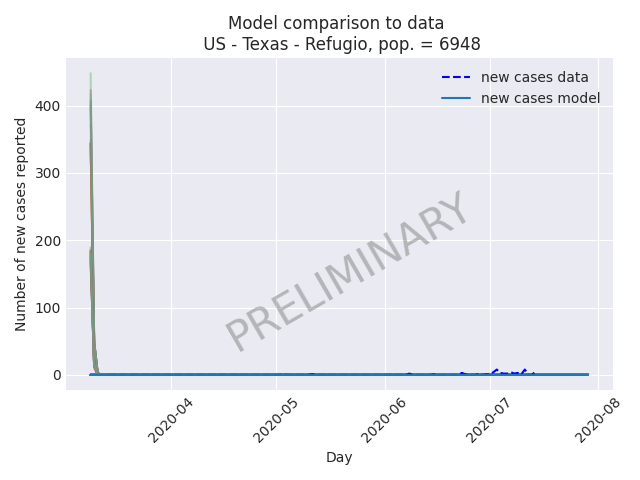 Model comparison to data
US - Texas - Refugio, pop. = 6948
new cases data
new cases model
Number of new cases reported
400
300
200
100
0
PRELIMINARY
2020-04
2020-05
2020-06
2020-07
2020-08
Day